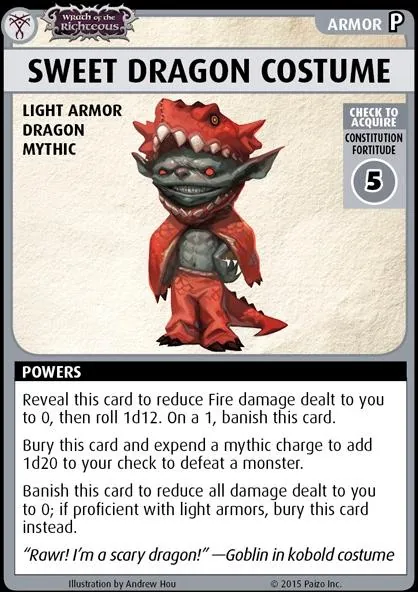 Wrath of the
Righteous
ARMOR P
SWEET DRAGON COSTUME
LIGHT ARMOR
DRAGON
MYTHIC
CHECK TO
ACQUIRE
CONSTITUTION
FORTITUDE
5
POWERS
Reveal this card to reduce Fire damage dealt to you
to 0, then roll 1d12. On a 1, banish this card.
Bury this card and expend a mythic charge to add
1d20 to your check to defeat a monster.
Banish this card to reduce all damage dealt to you
to 0; if proficient with light armors, bury this card
instead.
“Rawr! I’m a scary dragon!” —Goblin in kobold costume
Illustration by Andrew Hou © 2015 Paizo Inc.